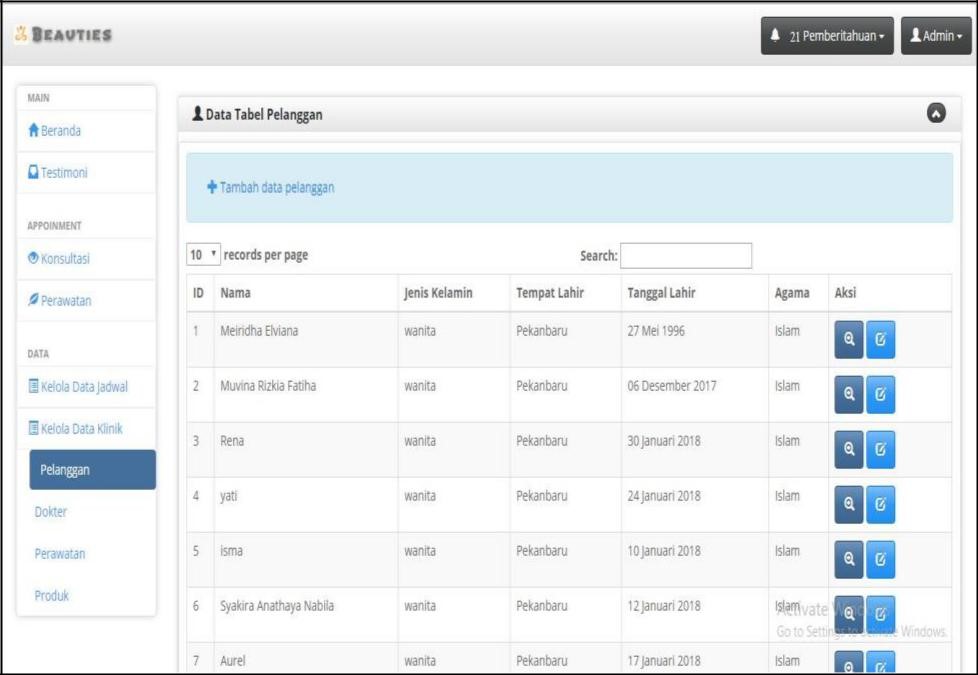 BEAUTIES
21 Pemberitahuan
Admin
MAIN
Beranda
Testimoni
APPOINMENT
Konsultasi
Perawatan
DATA
Kelola Data Jadwal
Kelola Data Klinik
Pelanggan
Dokter
Perawatan
Produk
Data Tabel Pelanggan
Tambah data pelanggan
10 records per page Search:
ID Nama Jenis Kelamin Tempat Lahir Tanggal Lahir Agama Aksi
1 Meiridha Elviana wanita Pekanbaru 27 Mei 1996 Islam
2 Muvina Rizkia Fatiha wanita Pekanbaru 06 Desember 2017 Islam
3 Rena wanita Pekanbaru 30 Januari 2018 Islam
4 yati wanita Pekanbaru 24 Januari 2018 Islam
5 isma wanita Pekanbaru 10 Januari 2018 Islam
6 Syakira Anathaya Nabila wanita Pekanbaru 12 Januari 2018 Islam
Activate Windows
Go to Settings to activate Windows.
7 Aurel wanita Pekanbaru 17 Januari 2018 Islam